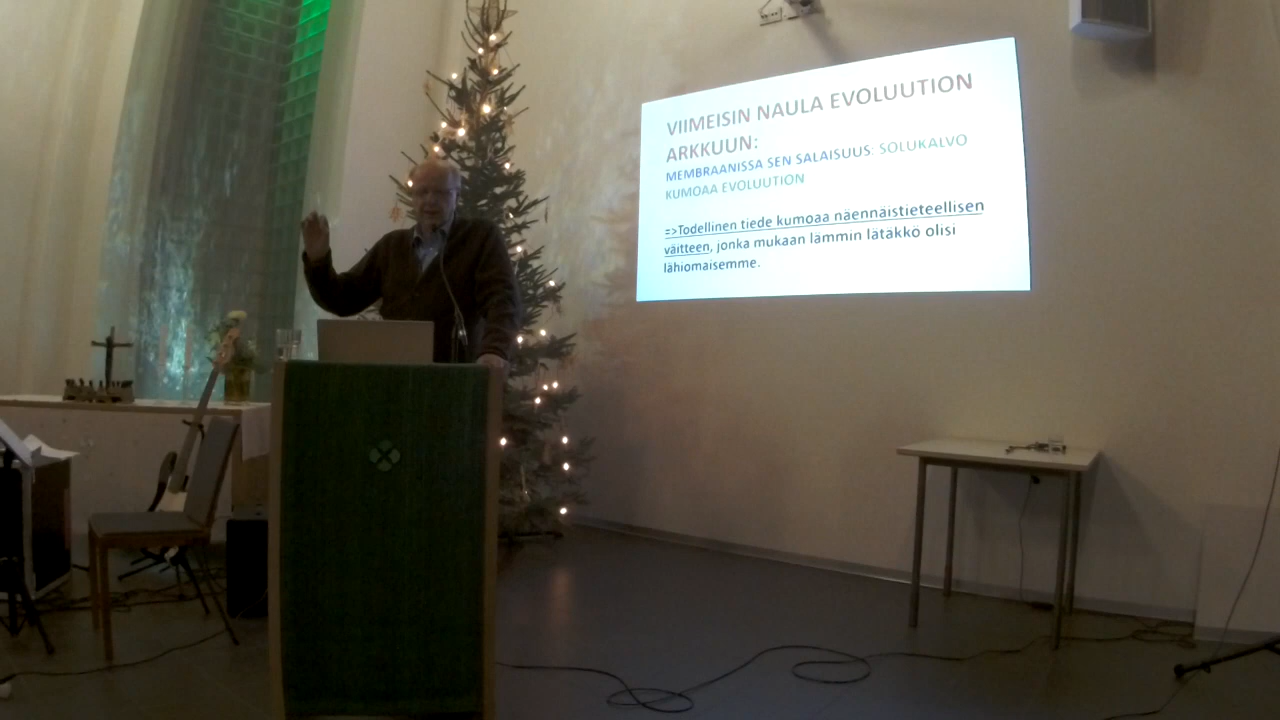 VIIMEISIN NAULA EVOLUUTION
ARKKUUN:
MEMBRAANISSA SEN SALAISUUS: SOLUKALVO
KUMOAA EVOLUUTION
=>Todellinen tiede kumoaa näennäistieteellisen
väitteen, jonka mukaan lämmin lätäkkö olisi
lähiomaisemme.